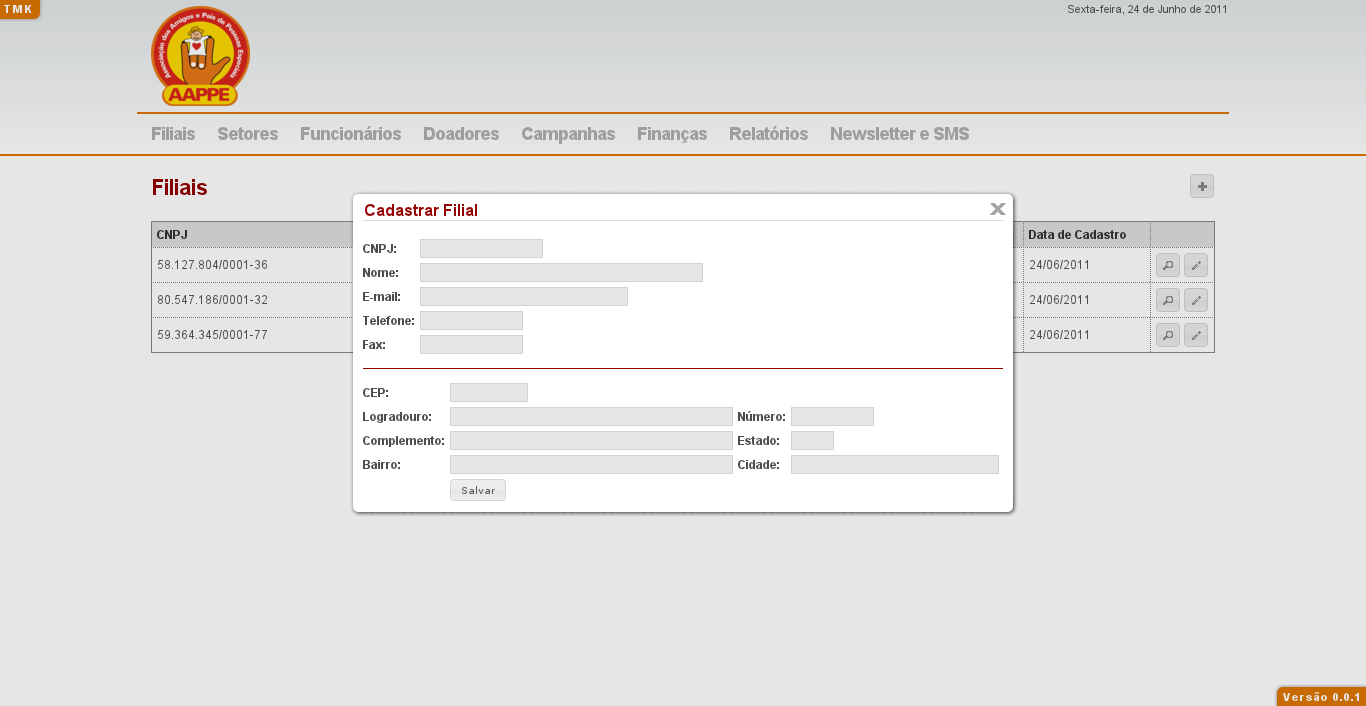 TMK
Sexta-feira, 24 de Junho de 2011
Associação dos Amigos e Pais de Pessoas Especiais
AAPPE
Filiais Setores Funcionários Doadores Campanhas Finanças Relatórios Newsletter e SMS
Filiais
Cadastrar Filial
CNPJ Data de Cadastro
58.127.804/0001-36 24/06/2011
80.547.186/0001-32 24/06/2011
59.364.345/0001-77 24/06/2011
CNPJ:
Nome:
E-mail:
Telefone:
Fax:
CEP:
Logradouro: Número:
Complemento: Estado:
Bairro: Cidade:
Salvar
Versão 0.0.1